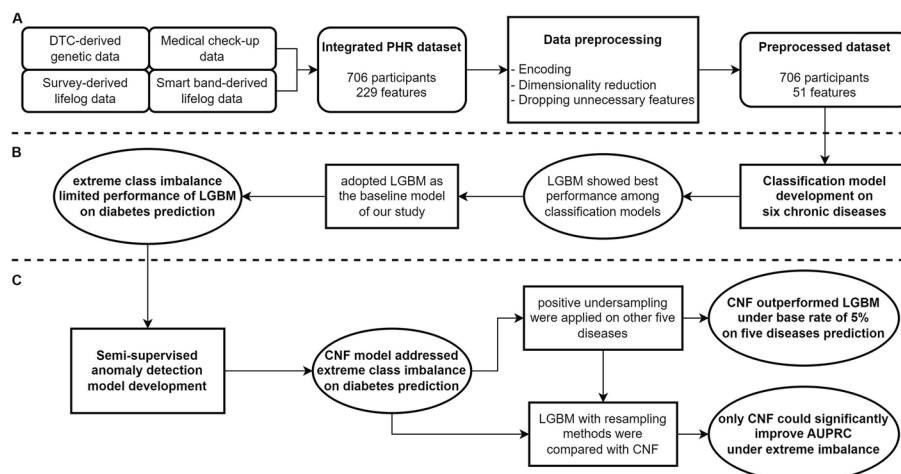 A
DTC-derived
genetic data
Medical check-up
data
Survey-derived
lifelog data
Smart band-derived
lifelog data
Integrated PHR dataset
706 participants
229 features
Data preprocessing
- Encoding
- Dimensionality reduction
- Dropping unnecessary features
Preprocessed dataset
706 participants
51 features
B
extreme class imbalance
limited performance of LGBM
on diabetes prediction
adopted LGBM as
the baseline model
of our study
LGBM showed best
performance among
classification models
Classification model
development on
six chronic diseases
C
Semi-supervised
anomaly detection
model development
CNF model addressed
extreme class imbalance
on diabetes prediction
positive undersampling
were applied on other five
diseases
CNF outperformed LGBM
under base rate of 5%
on five diseases prediction
LGBM with resampling
methods were
compared with CNF
only CNF could significantly
improve AUPRC
under extreme imbalance